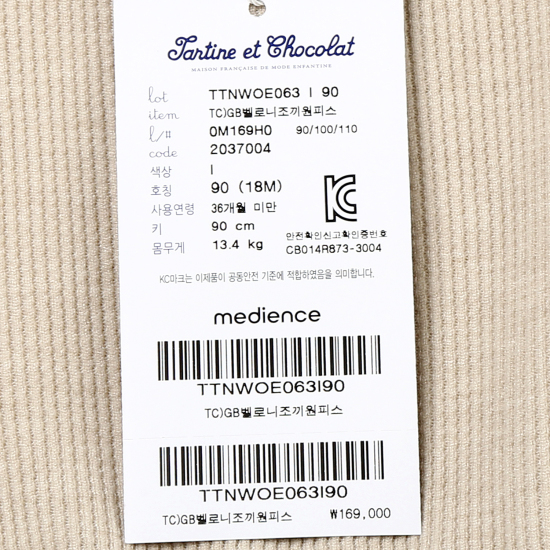 Tartine et Chocolat
MAISON FRANÇAISE DE MODE ENFANTINE
lot TTNWOE063 I 90
item TC)GB벨로니조끼원피스
l/# 0M169H0 90/100/110
code 2037004
색상 I
호칭 90 (18M)
사용연령 36개월 미만
키 90 cm
몸무게 13.4 kg
안전확인신고확인증번호
CB014R873-3004
KC마크는 이제품이 공통안전 기준에 적합하였음을 의미합니다.
medience
TTNWOE063I90
TC)GB벨로니조끼원피스
TTNWOE063I90
TC)GB벨로니조끼원피스 ₩169,000